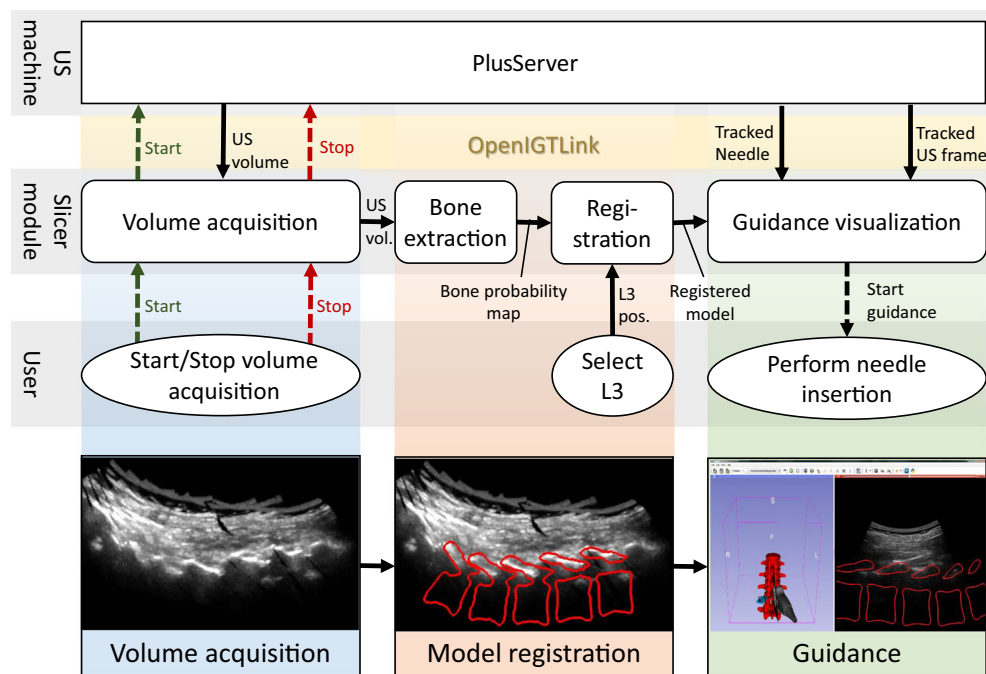 US
machine
PlusServer
Start
US
volume
Stop
OpenIGTLink
Tracked
Needle
Tracked
US frame
Slicer
module
Volume acquisition
US
vol.
Bone
extraction
Regi-
stration
Guidance visualization
Start
Stop
Bone probability
map
L3
pos.
Registered
model
Start
guidance
User
Start/Stop volume
acquisition
Select
L3
Perform needle
insertion
S
P
R
L
Volume acquisition
Model registration
Guidance